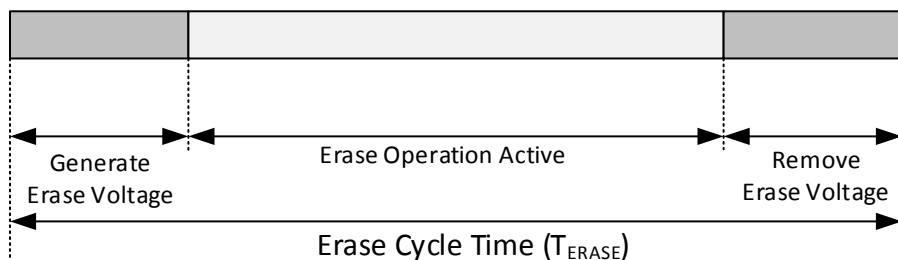 Generate
Erase Voltage
Erase Operation Active
Remove
Erase Voltage
Erase Cycle Time (TERASE)